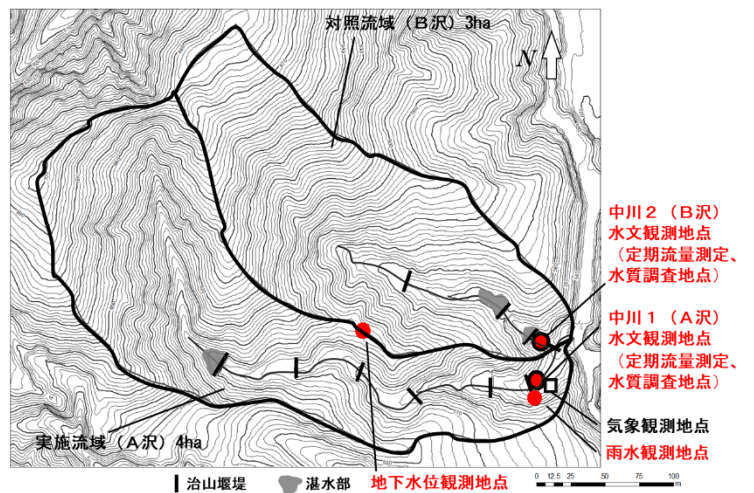 対照流域（Ｂ沢）3ha
N
中川２（Ｂ沢）
水文観測地点
（定期流量測定、
水質調査地点）
中川１（Ａ沢）
水文観測地点
（定期流量測定、
水質調査地点）
気象観測地点
雨水観測地点
実施流域（Ａ沢）4ha
治山堰堤
湛水部
地下水位観測地点
0 12.5 25 50 75 100
m